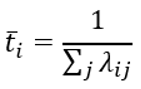 t̄ᵢ = 1 / ∑ⱼ λᵢⱼ